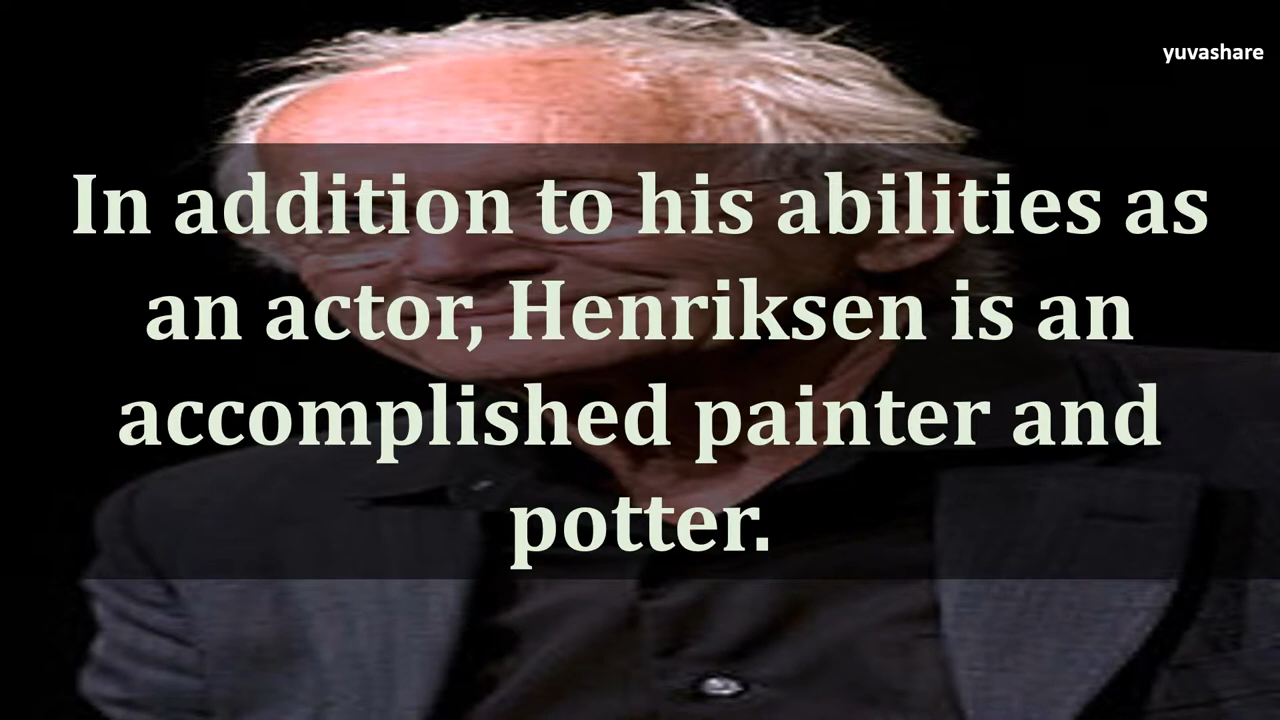 yuvashare
In addition to his abilities as
an actor, Henriksen is an
accomplished painter and
potter.